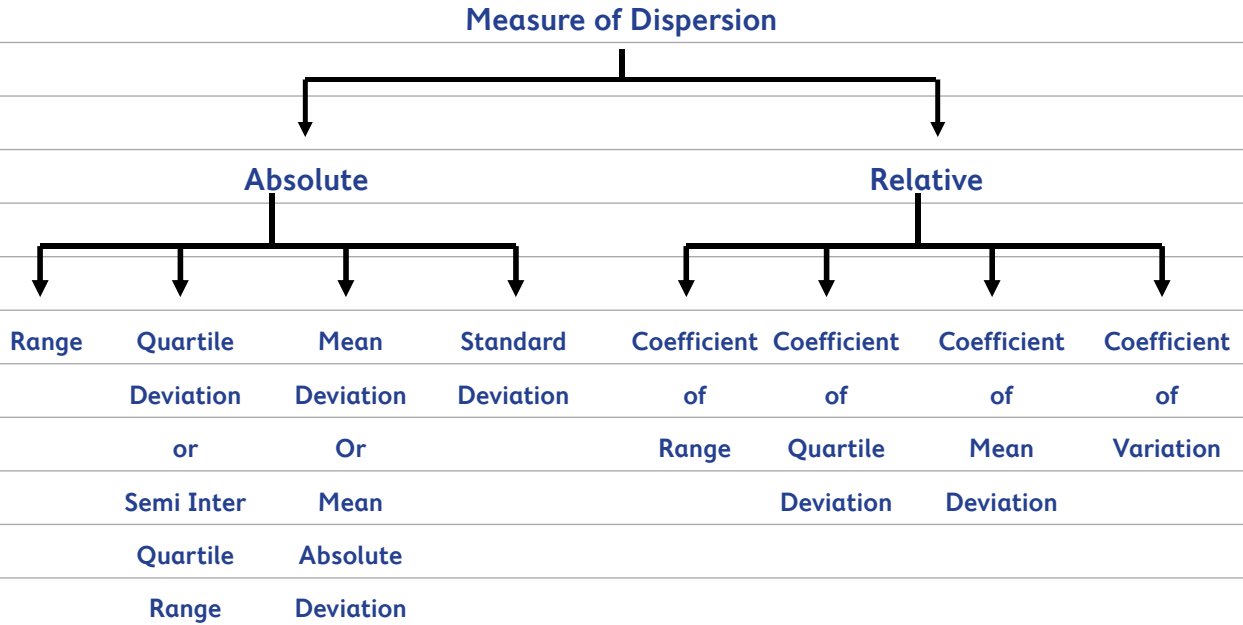 Measure of Dispersion
Absolute Relative
Range Quartile Mean Standard Coefficient Coefficient Coefficient Coefficient
Deviation Deviation Deviation of of of of
or Or Range Quartile Mean Variation
Semi Inter Mean Deviation Deviation
Quartile Absolute
Range Deviation